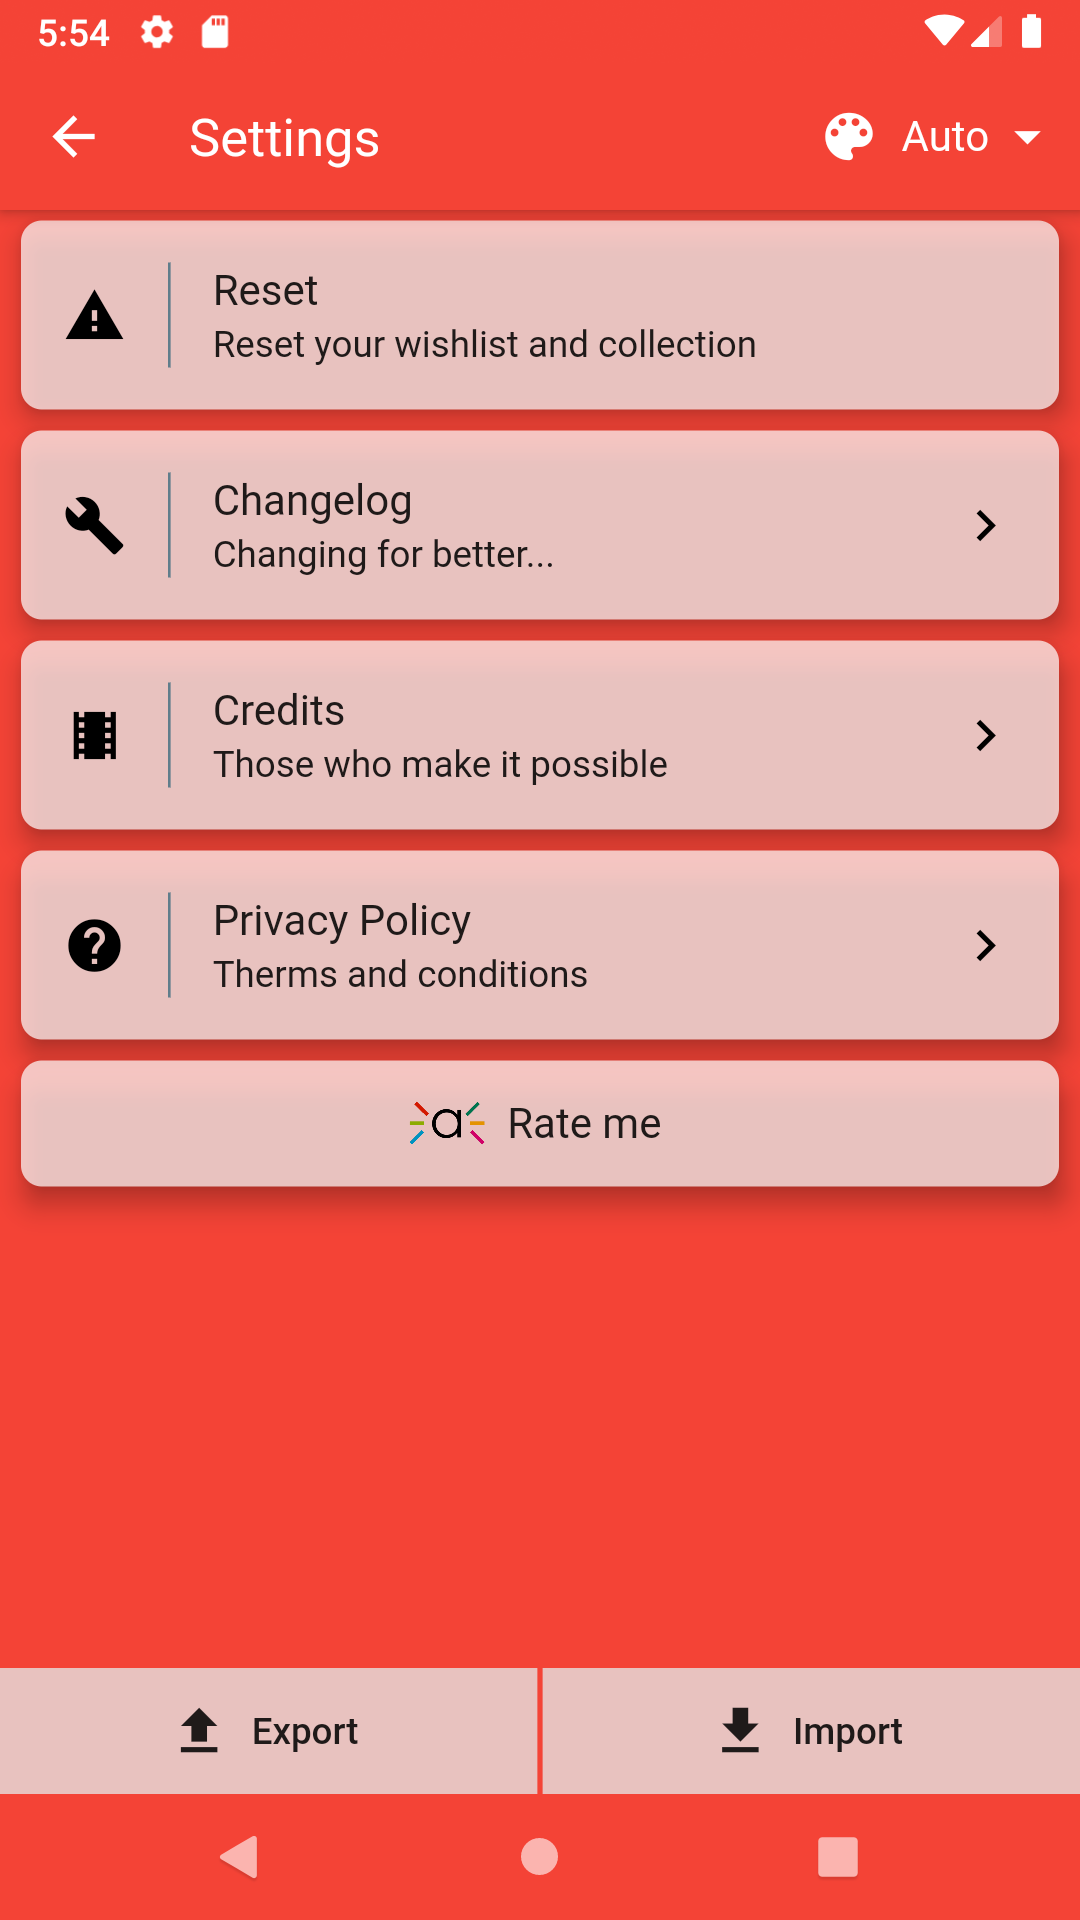 5:54
Settings
Auto
Reset
Reset your wishlist and collection
Changelog
Changing for better...
Credits
Those who make it possible
Privacy Policy
Therms and conditions
a Rate me
Export
Import